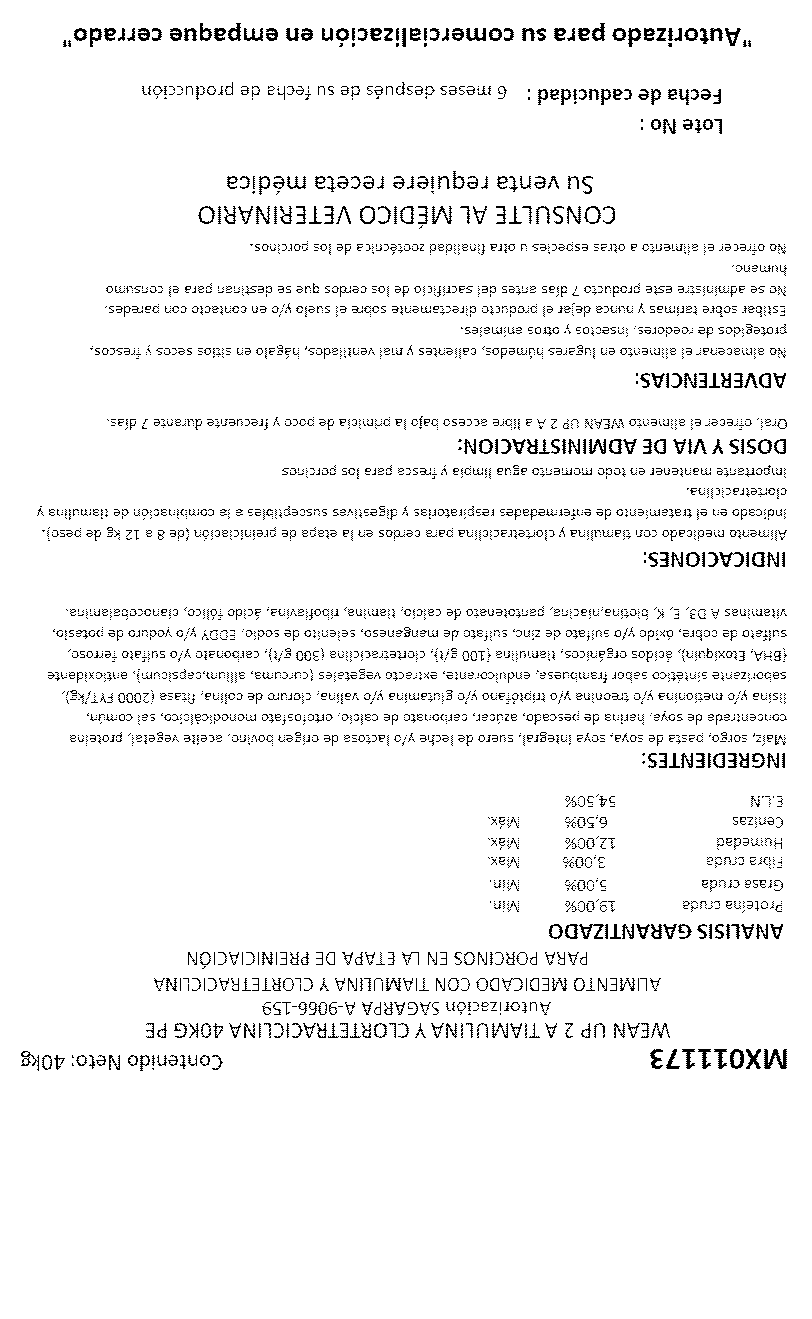 MX011173 Contenido Neto: 40kg
WEAN UP 2 A TIAMULINA Y CLORTETRACICLINA 40KG PE
Autorización SAGARPA A-9066-159
ALIMENTO MEDICADO CON TIAMULINA Y CLORTETRACICLINA
PARA PORCINOS EN LA ETAPA DE PREINICIACIÓN
ANALISIS GARANTIZADO
Proteína cruda 19,00% Min.
Grasa cruda 5,00% Min.
Fibra cruda 3,00% Max.
Humedad 12,00% Máx.
Cenizas 6,50% Máx.
E.L.N 54,50%
INGREDIENTES:
Maíz, sorgo, pasta de soya, soya integral, suero de leche y/o lactosa de origen bovino, aceite vegetal, proteína
concentrada de soya, harina de pescado, azúcar, carbonato de calcio, ortofosfato monodicálcico, sal común,
lisina y/o metionina y/o treonina y/o triptófano y/o glutamina y/o valina, cloruro de colina, fitasa (2000 FYT/kg),
saborizante sintético sabor frambuesa, endulcorante, extracto vegetales (curcuma, allium,capsicum), antioxidante
(BHA, Etoxiquin), ácidos orgánicos, tiamulina (100 g/t), clortetraciclina (300 g/t), carbonato y/o sulfato ferroso,
sulfato de cobre, óxido y/o sulfato de zinc, sulfato de manganeso, selenito de sodio, EDDY y/o yoduro de potasio,
vitaminas A D3, E, K, biotina,niacina, pantotenato de calcio, tiamina, riboflavina, ácido fólico, cianocobalamina.
INDICACIONES:
Alimento medicado con tiamulina y clortetraciclina para cerdos en la etapa de preiniciación (de 8 a 12 kg de peso).
Indicado en el tratamiento de enfermedades respiratorias y digestivas susceptibles a la combinación de tiamulina y
clortetraciclina.
Importante mantener en todo momento agua limpia y fresca para los porcinos
DOSIS Y VIA DE ADMINISTRACION:
Oral, ofrecer el alimento WEAN UP 2 A a libre acceso bajo la primicia de poco y frecuente durante 7 días.
ADVERTENCIAS:
No almacenar el alimento en lugares húmedos, calientes y mal ventilados, hágalo en sitios secos y frescos,
protegidos de roedores, insectos y otros animales.
Estibar sobre tarimas y nunca dejar el producto directamente sobre el suelo y/o en contacto con paredes.
No se administre este producto 7 días antes del sacrificio de los cerdos que se destinan para el consumo
humano.
No ofrecer el alimento a otras especies u otra finalidad zootécnica de los porcinos.
CONSULTE AL MÉDICO VETERINARIO
Su venta requiere receta médica
Lote No :
Fecha de caducidad : 6 meses después de su fecha de producción
"Autorizado para su comercialización en empaque cerrado"